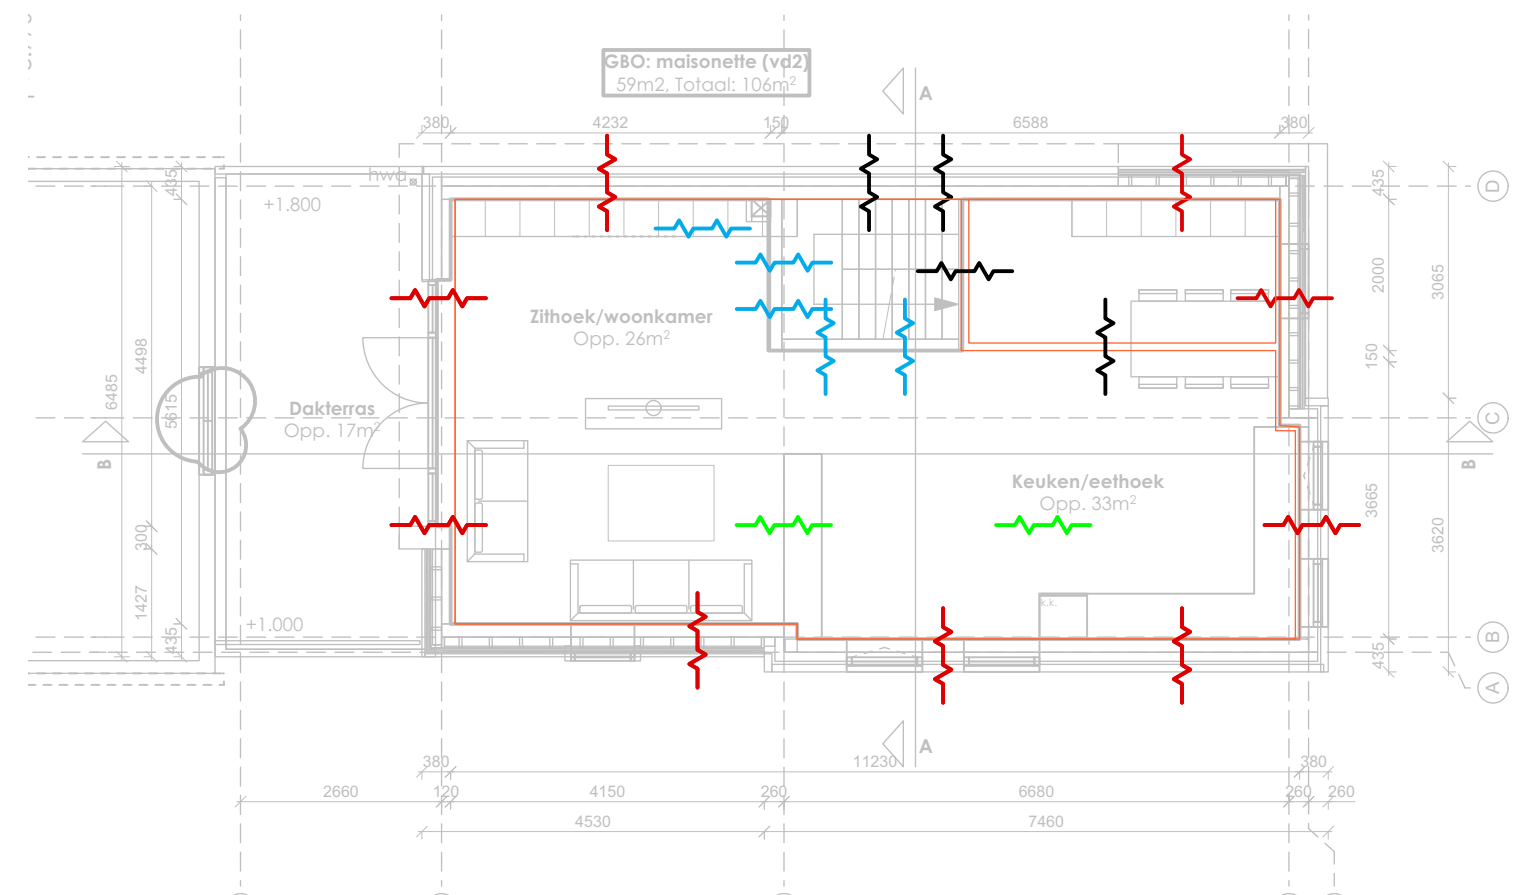 GBO: maisonette (vd2)
59m2, Totaal: 106m²
A
380
4232
150
6588
380
hwa
435
435
D
+1.800
2000
3065
Zithoek/woonkamer
Opp. 26m²
4498
150
6485
5615
Dakterras
Opp. 17m²
C
B
B
Keuken/eethoek
Opp. 33m²
3665
3620
300
1427
k.k.
+1.000
435
B
435
A
A
380
11230
380
2660
120
4150
260
6680
260
260
4530
7460